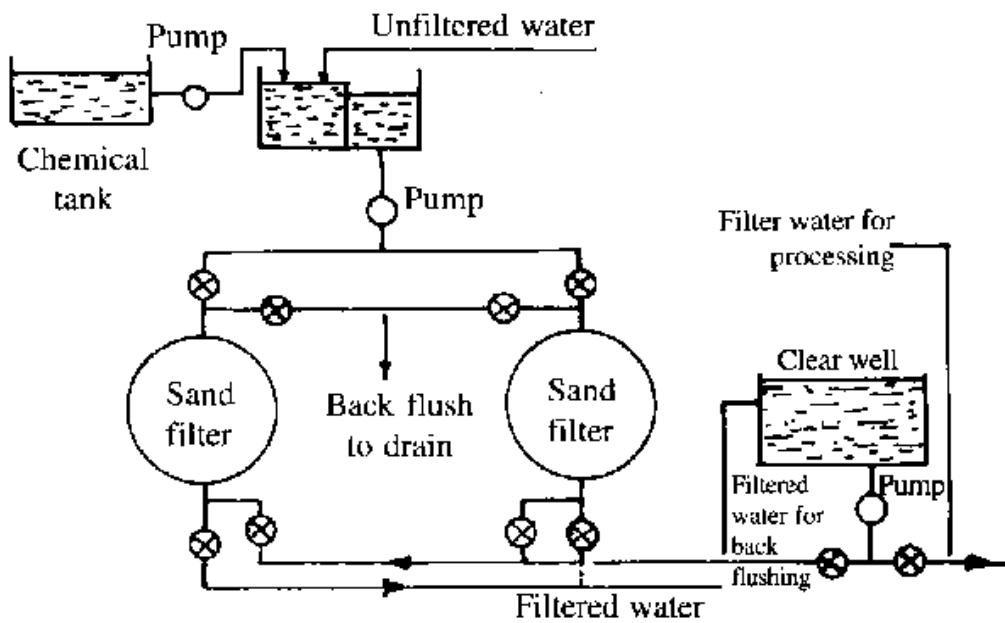 Unfiltered water
Pump
Chemical
tank
Pump
Filter water for
processing
Sand
filter
Back flush
to drain
Sand
filter
Clear well
Pump
Filtered
water for
back
flushing
Filtered water